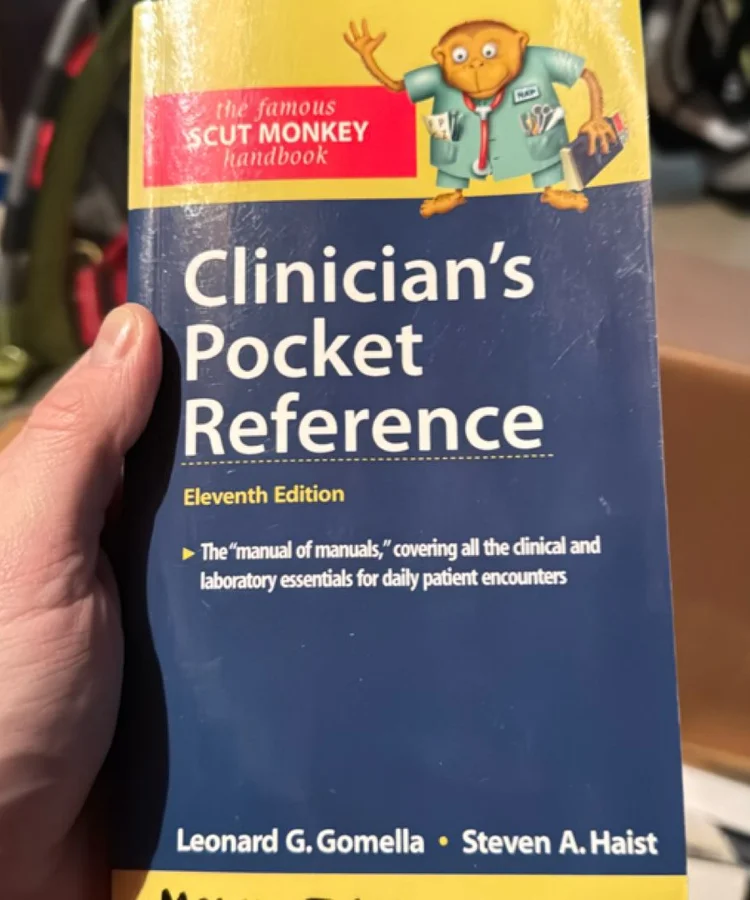 the famous
SCUT MONKEY
handbook
Clinician's
Pocket
Reference
Eleventh Edition
► The "manual of manuals," covering all the clinical and
laboratory essentials for daily patient encounters
Leonard G. Gomella • Steven A. Haist